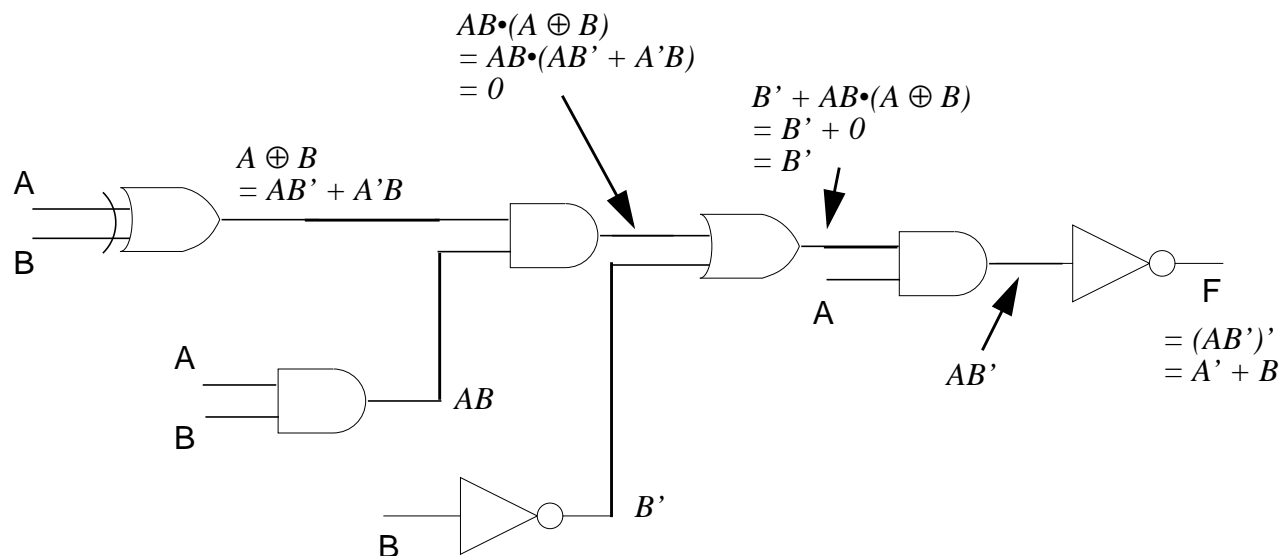 AB•(A ⊕ B)
= AB•(AB’ + A’B)
= 0
B’ + AB•(A ⊕ B)
= B’ + 0
= B’
A ⊕ B
= AB’ + A’B
A
B
A
F
= (AB’)’
= A’ + B
AB’
A
B
AB
B’
B